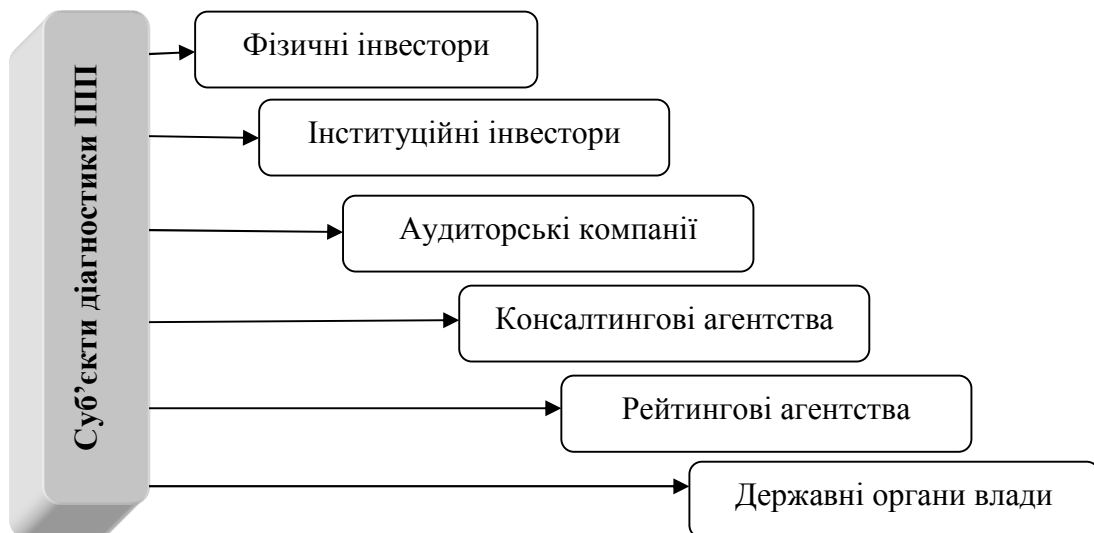 Суб’єкти діагностики ІПП
Фізичні інвестори
Інституційні інвестори
Аудиторські компанії
Консалтингові агентства
Рейтингові агентства
Державні органи влади